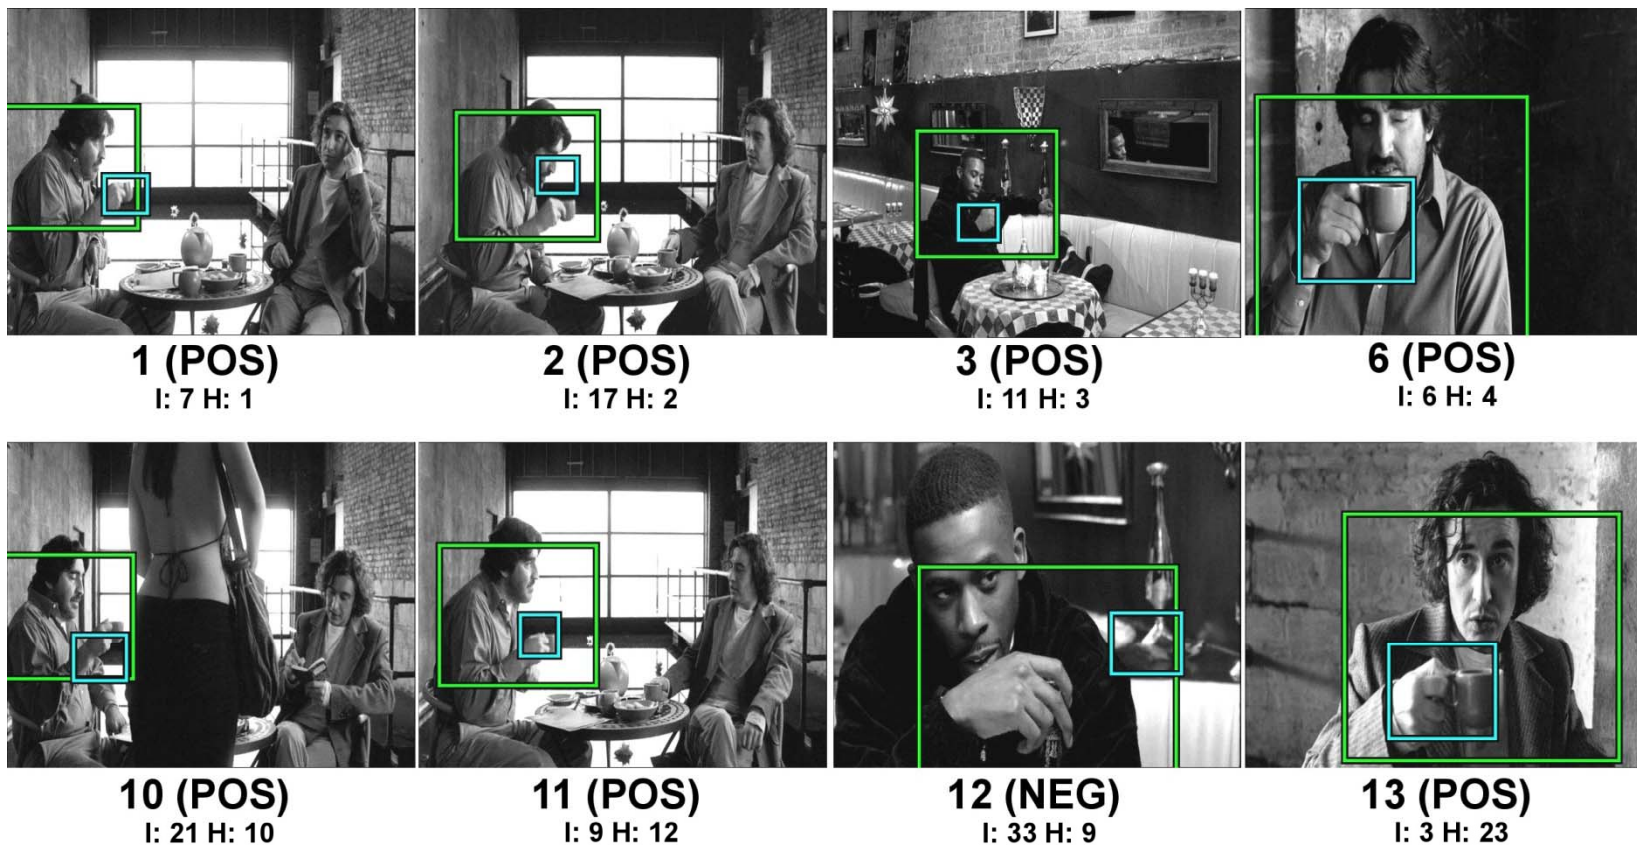 1 (POS)
I: 7 H: 1
2 (POS)
I: 17 H: 2
3 (POS)
I: 11 H: 3
6 (POS)
I: 6 H: 4
10 (POS)
I: 21 H: 10
11 (POS)
I: 9 H: 12
12 (NEG)
I: 33 H: 9
13 (POS)
I: 3 H: 23